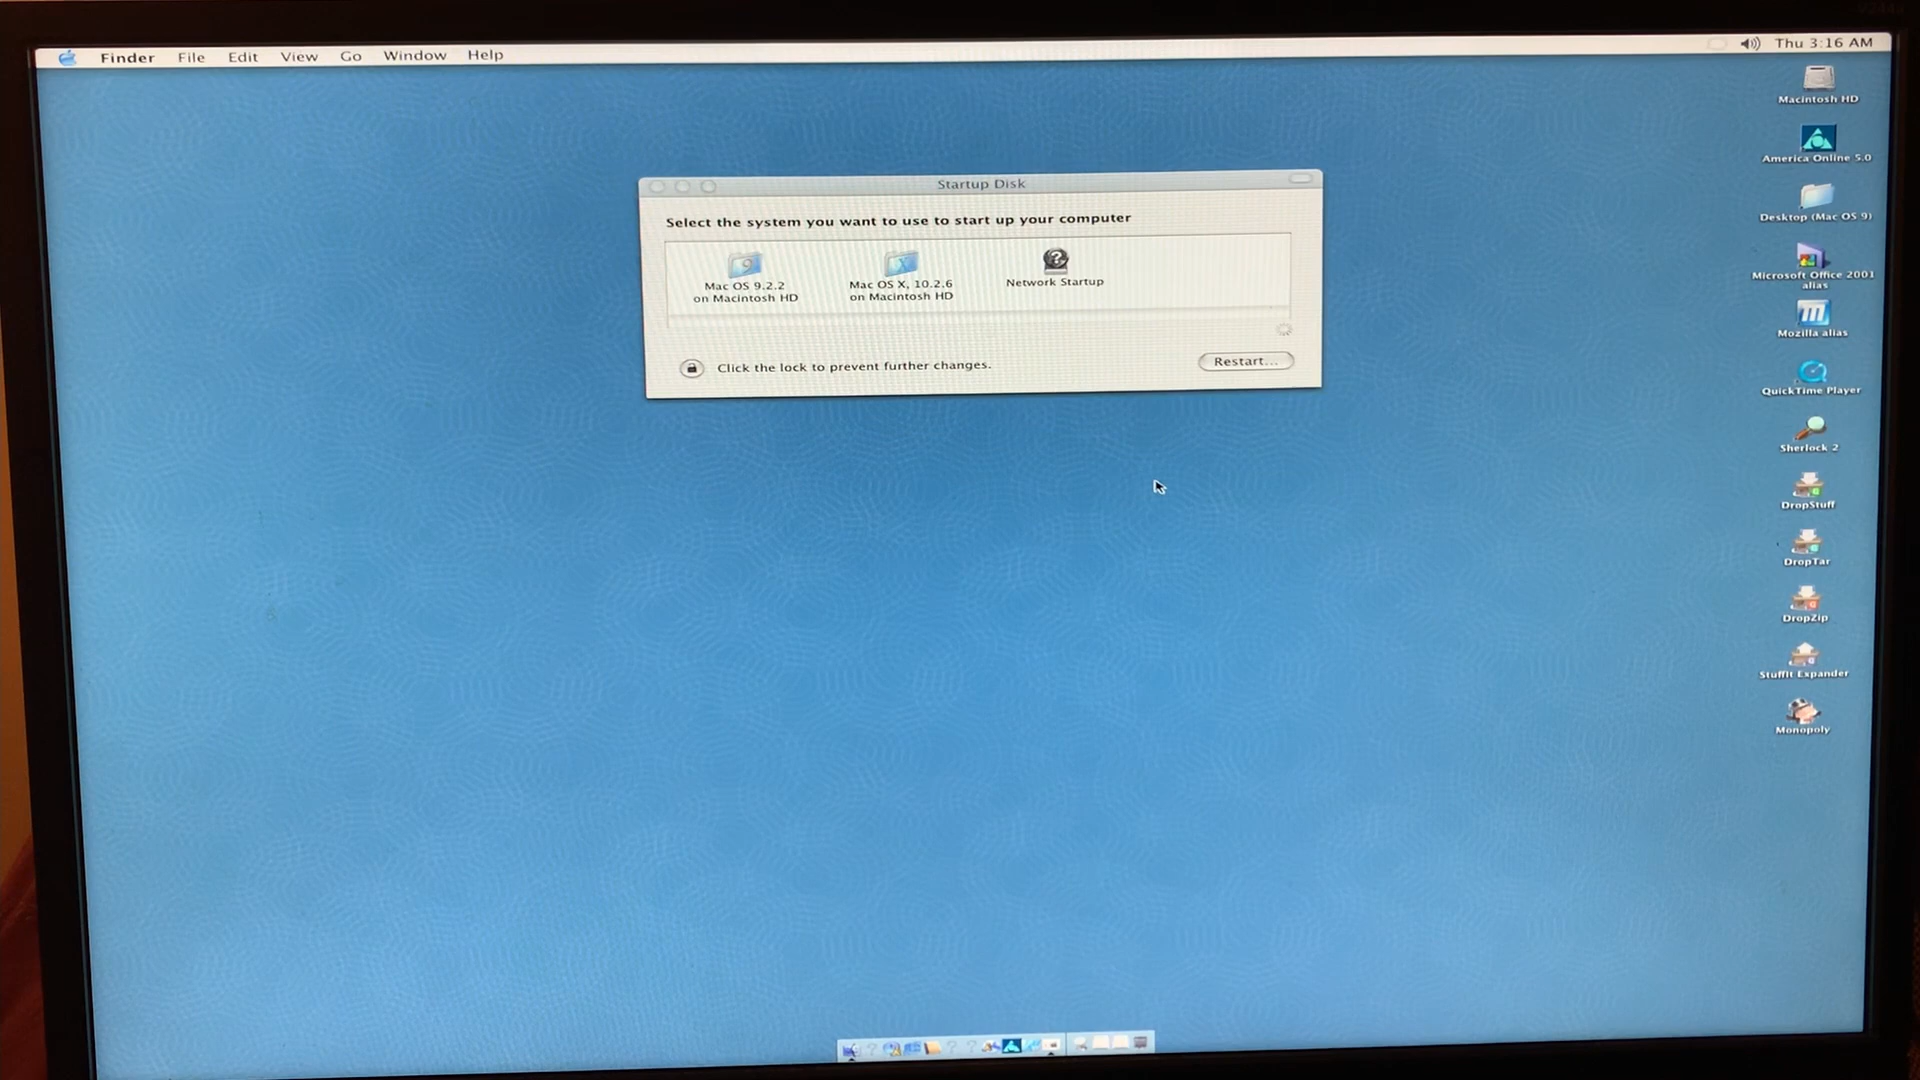 Finder File Edit View Go Window Help
Thu 3:16 AM
Startup Disk
Select the system you want to use to start up your computer
Mac OS 9.2.2
on Macintosh HD
Mac OS X, 10.2.6
on Macintosh HD
Network Startup
Click the lock to prevent further changes.
Restart...
Macintosh HD
America Online 5.0
Desktop (Mac OS 9)
Microsoft Office 2001
alias
Mozilla alias
QuickTime Player
Sherlock 2
DropStuff
DropTar
DropZip
StuffIt Expander
Monopoly